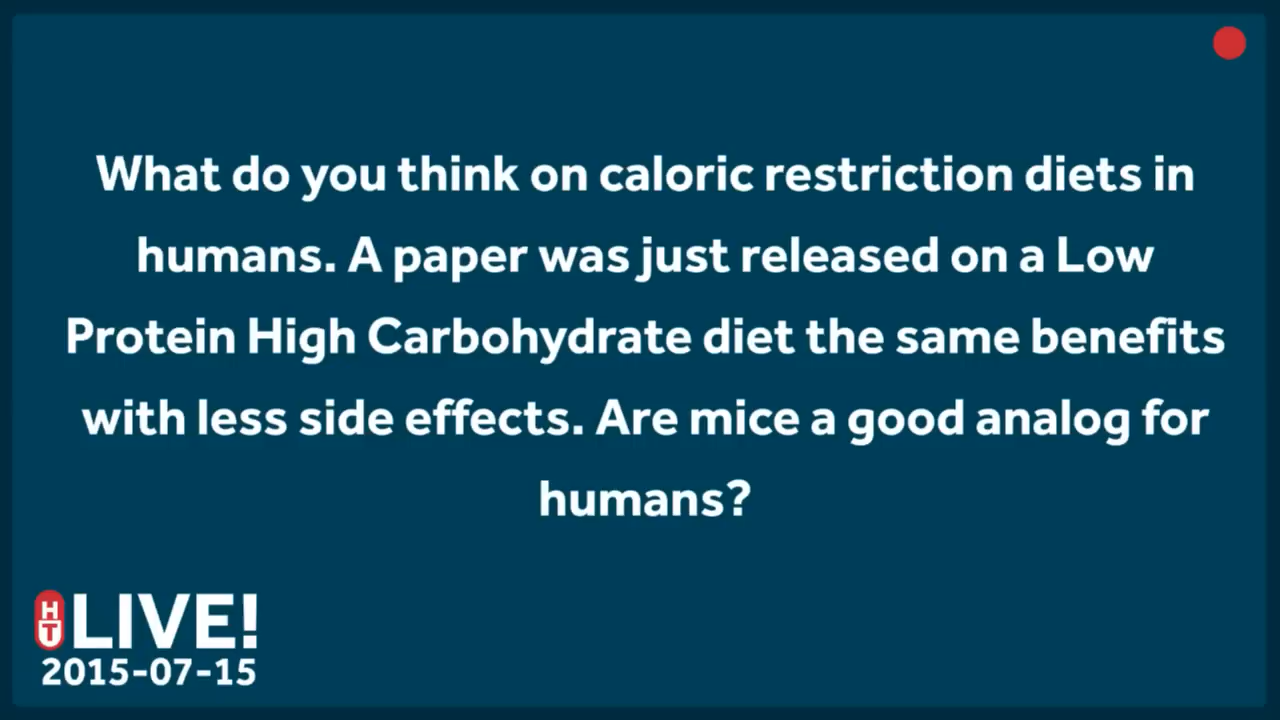 What do you think on caloric restriction diets in
humans. A paper was just released on a Low
Protein High Carbohydrate diet the same benefits
with less side effects. Are mice a good analog for
humans?
HT LIVE!
2015-07-15